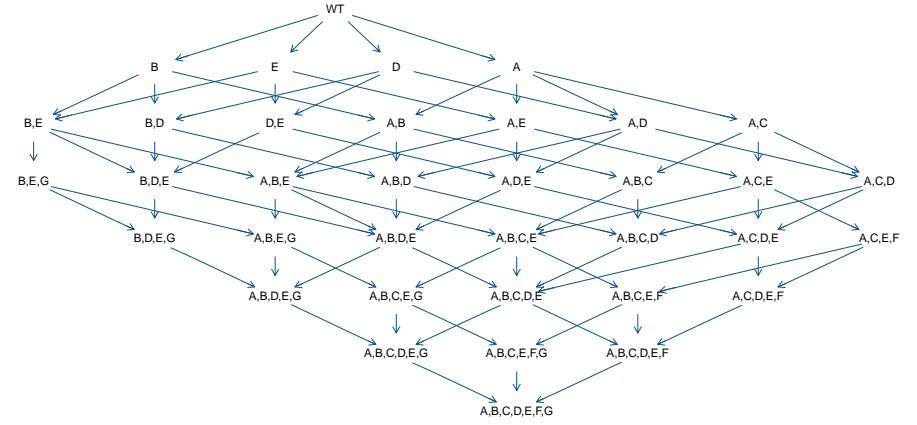 WT
B E D A
B,E B,D D,E A,B A,E A,D A,C
B,E,G B,D,E A,B,E A,B,D A,D,E A,B,C A,C,E A,C,D
B,D,E,G A,B,E,G A,B,D,E A,B,C,E A,B,C,D A,C,D,E A,C,E,F
A,B,D,E,G A,B,C,E,G A,B,C,D,E A,B,C,E,F A,C,D,E,F
A,B,C,D,E,G A,B,C,E,F,G A,B,C,D,E,F
A,B,C,D,E,F,G